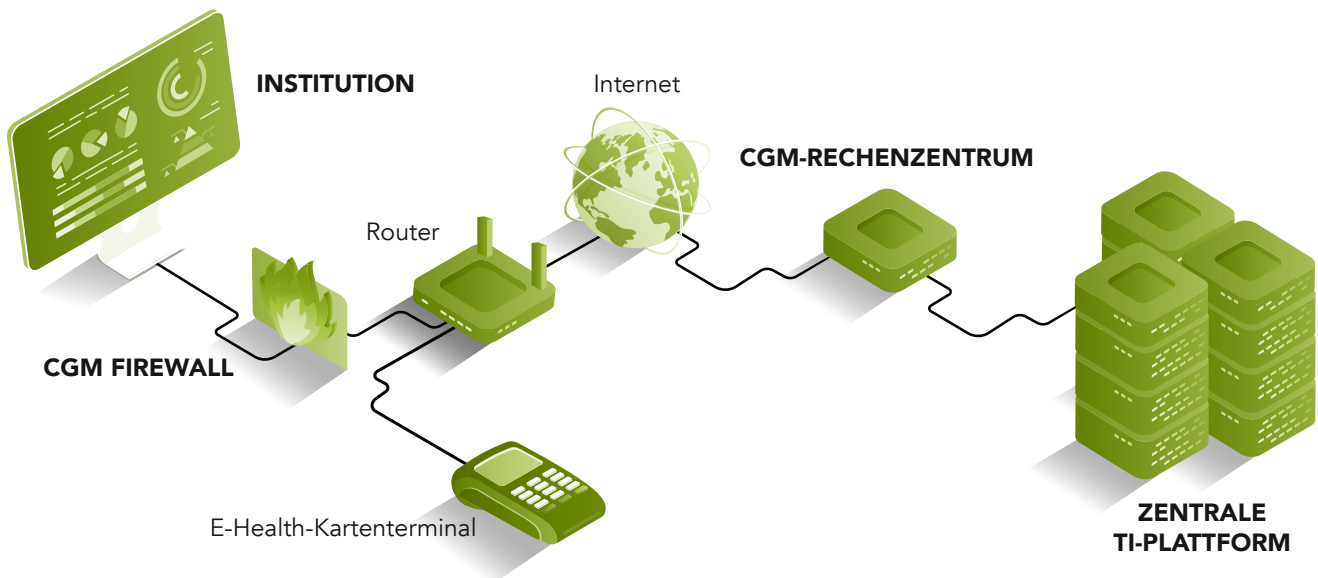 INSTITUTION
Internet
CGM-RECHENZENTRUM
Router
CGM FIREWALL
E-Health-Kartenterminal
ZENTRALE
TI-PLATTFORM